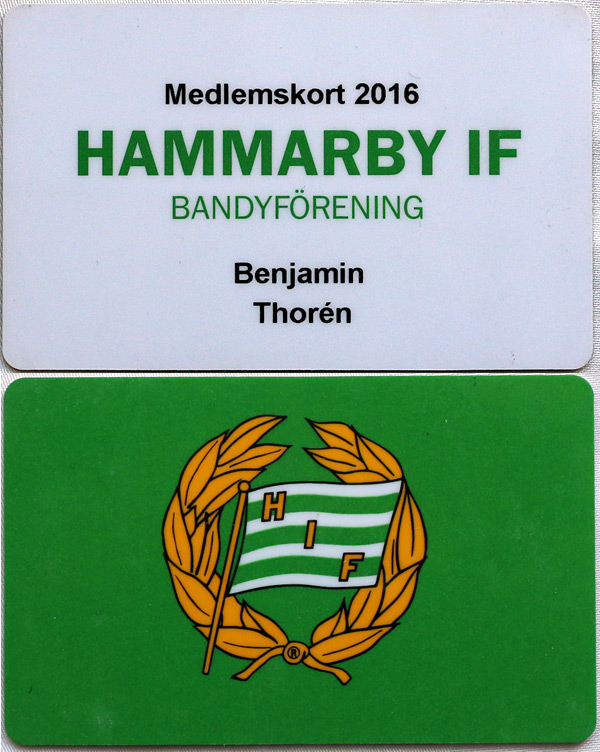 Medlemskort 2016
HAMMARBY IF
BANDYFÖRENING
Benjamin
Thorén
H
I
F
®